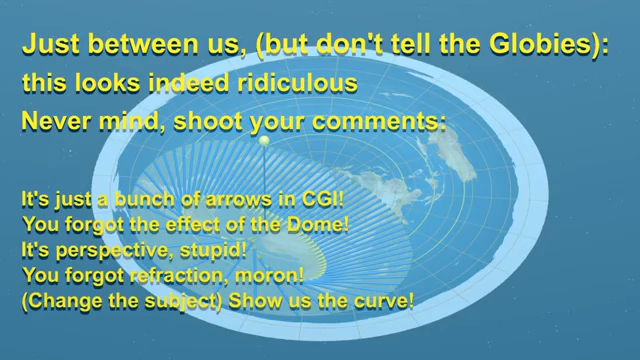 Just between us, (but don't tell the Globies):
this looks indeed ridiculous
Never mind, shoot your comments:
It's just a bunch of arrows in CGI!
You forgot the effect of the Dome!
It's perspective, stupid!
You forgot refraction, moron!
(Change the subject) Show us the curve!